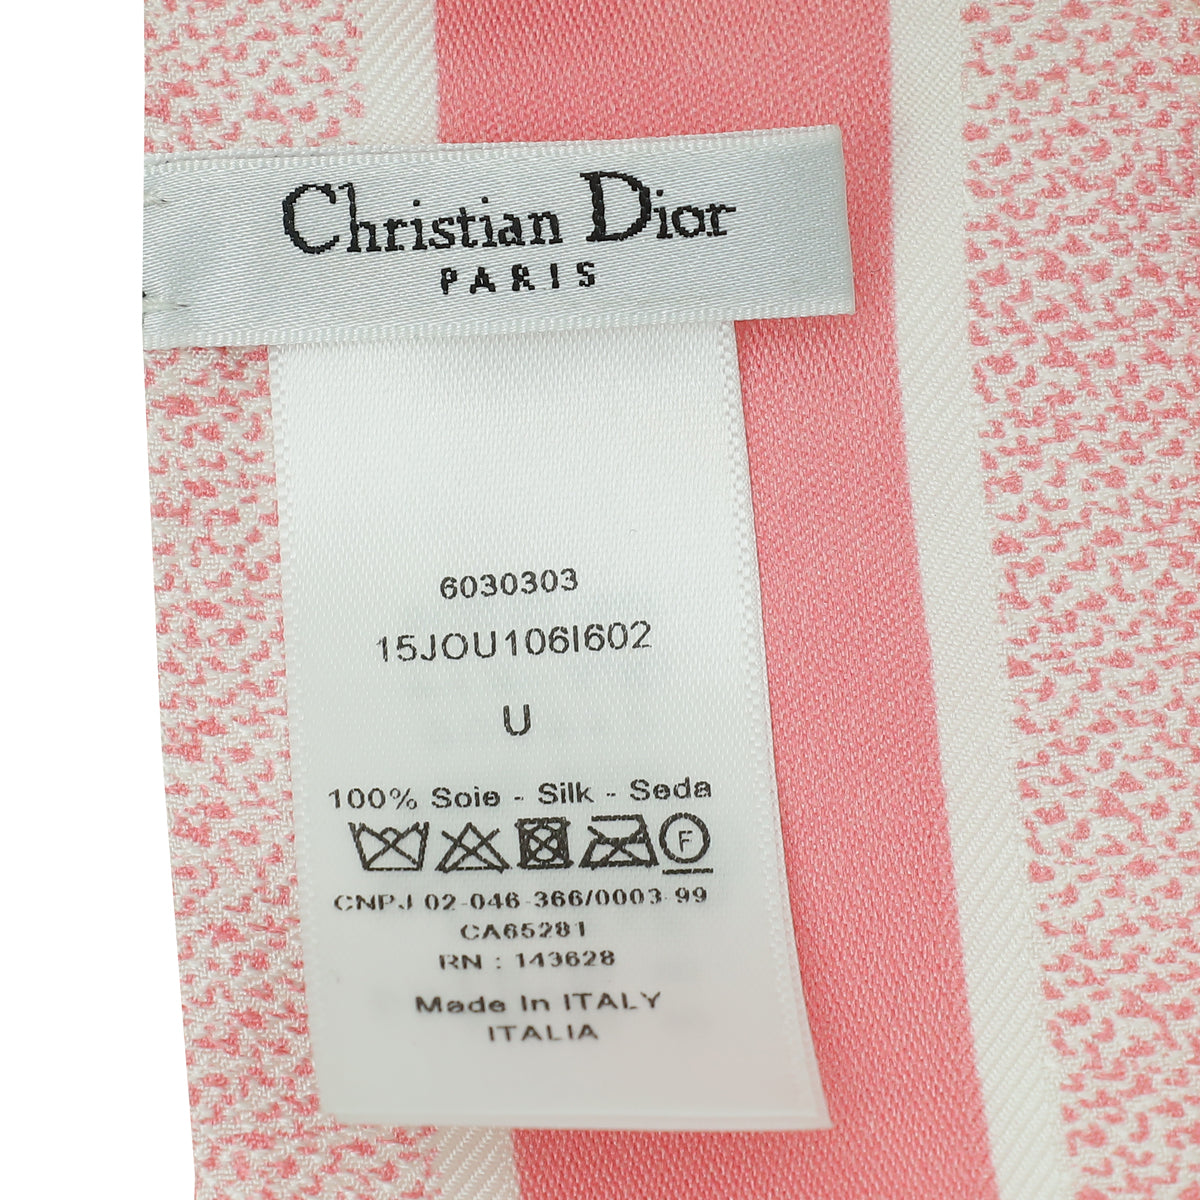 Christian Dior
PARIS
6030303
15JOU106I602
U
100% Soie - Silk - Seda
F
CNPJ 02-046-366/0003-99
CA65281
RN : 143628
Made In ITALY
ITALIA